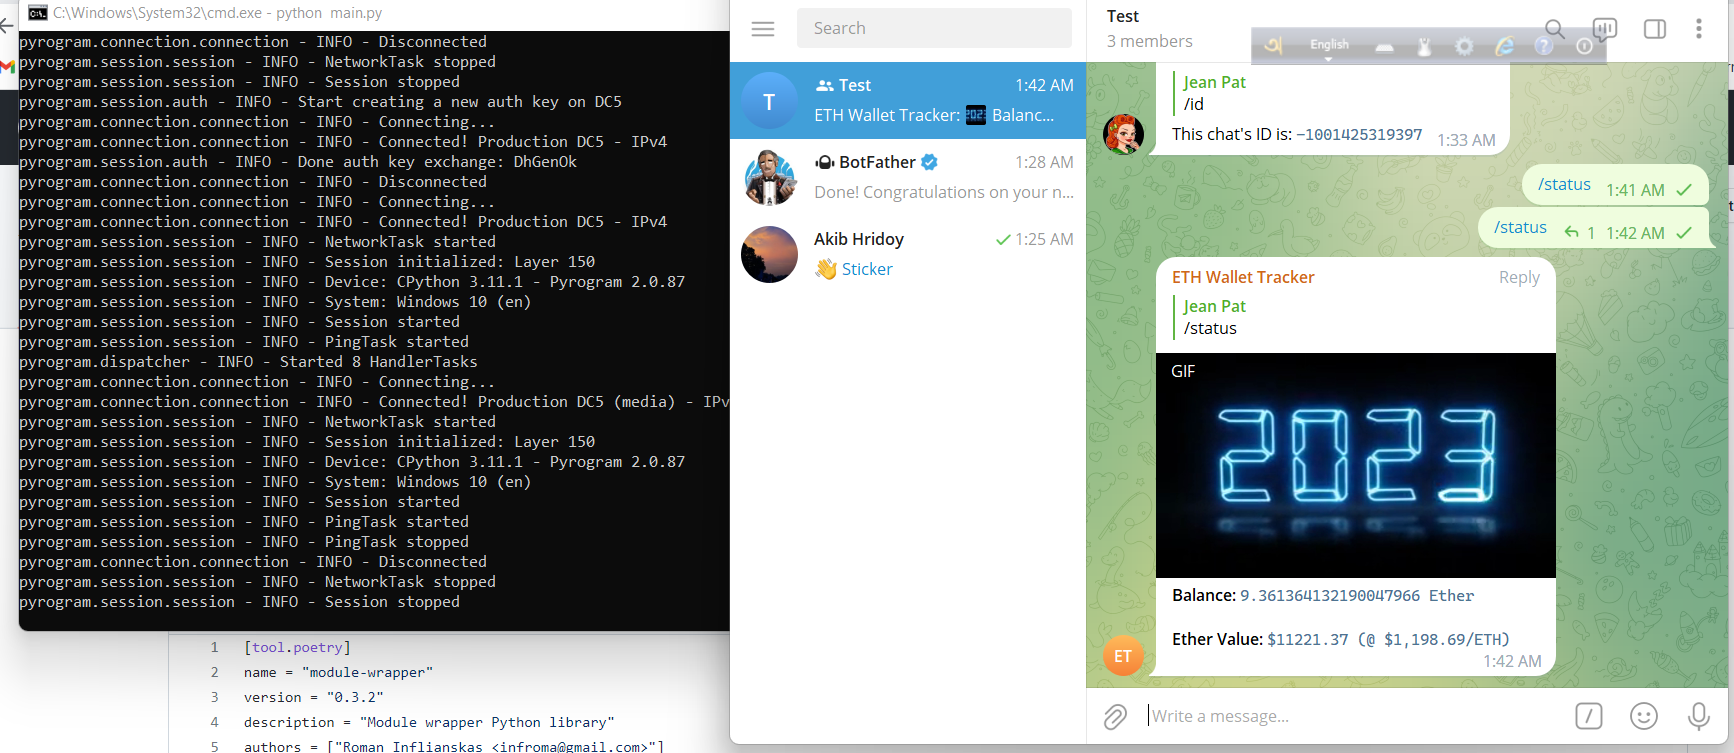 C:\Windows\System32\cmd.exe - python  main.py
pyrogram.connection.connection - INFO - Disconnected
pyrogram.session.session - INFO - NetworkTask stopped
pyrogram.session.session - INFO - Session stopped
pyrogram.session.auth - INFO - Start creating a new auth key on DC5
pyrogram.connection.connection - INFO - Connecting...
pyrogram.connection.connection - INFO - Connected! Production DC5 - IPv4
pyrogram.session.auth - INFO - Done auth key exchange: DhGenOk
pyrogram.connection.connection - INFO - Disconnected
pyrogram.connection.connection - INFO - Connecting...
pyrogram.connection.connection - INFO - Connected! Production DC5 - IPv4
pyrogram.session.session - INFO - NetworkTask started
pyrogram.session.session - INFO - Session initialized: Layer 150
pyrogram.session.session - INFO - Device: CPython 3.11.1 - Pyrogram 2.0.87
pyrogram.session.session - INFO - System: Windows 10 (en)
pyrogram.session.session - INFO - Session started
pyrogram.session.session - INFO - PingTask started
pyrogram.dispatcher - INFO - Started 8 HandlerTasks
pyrogram.connection.connection - INFO - Connecting...
pyrogram.connection.connection - INFO - Connected! Production DC5 (media) - IPv
pyrogram.session.session - INFO - NetworkTask started
pyrogram.session.session - INFO - Session initialized: Layer 150
pyrogram.session.session - INFO - Device: CPython 3.11.1 - Pyrogram 2.0.87
pyrogram.session.session - INFO - System: Windows 10 (en)
pyrogram.session.session - INFO - Session started
pyrogram.session.session - INFO - PingTask started
pyrogram.session.session - INFO - PingTask stopped
pyrogram.connection.connection - INFO - Disconnected
pyrogram.session.session - INFO - NetworkTask stopped
pyrogram.session.session - INFO - Session stopped
1 [tool.poetry]
2 name = "module-wrapper"
3 version = "0.3.2"
4 description = "Module wrapper Python library"
5 authors = ["Roman Inflianskas <infroma@gmail.com>"]
Search
T
Test 1:42 AM
ETH Wallet Tracker: 2023 Balanc...
BotFather 1:28 AM
Done! Congratulations on your n...
Akib Hridoy 1:25 AM
👋 Sticker
Test
3 members
অ English
Jean Pat
/id
This chat's ID is: -1001425319397 1:33 AM
/status 1:41 AM
/status 1 1:42 AM
ETH Wallet Tracker Reply
Jean Pat
/status
GIF
2023
Balance: 9.361364132190047966 Ether
Ether Value: $11221.37 (@ $1,198.69/ETH)
1:42 AM
ET
Write a message...